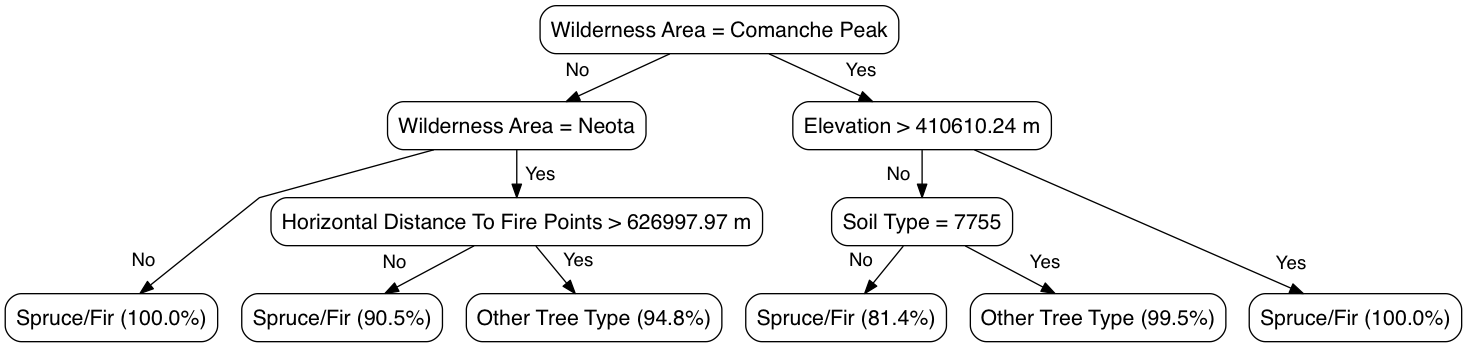 Wilderness Area = Comanche Peak
No
Yes
Wilderness Area = Neota
Elevation > 410610.24 m
Yes
No
Horizontal Distance To Fire Points > 626997.97 m
Soil Type = 7755
No
No
Yes
No
Yes
Yes
Spruce/Fir (100.0%)
Spruce/Fir (90.5%)
Other Tree Type (94.8%)
Spruce/Fir (81.4%)
Other Tree Type (99.5%)
Spruce/Fir (100.0%)